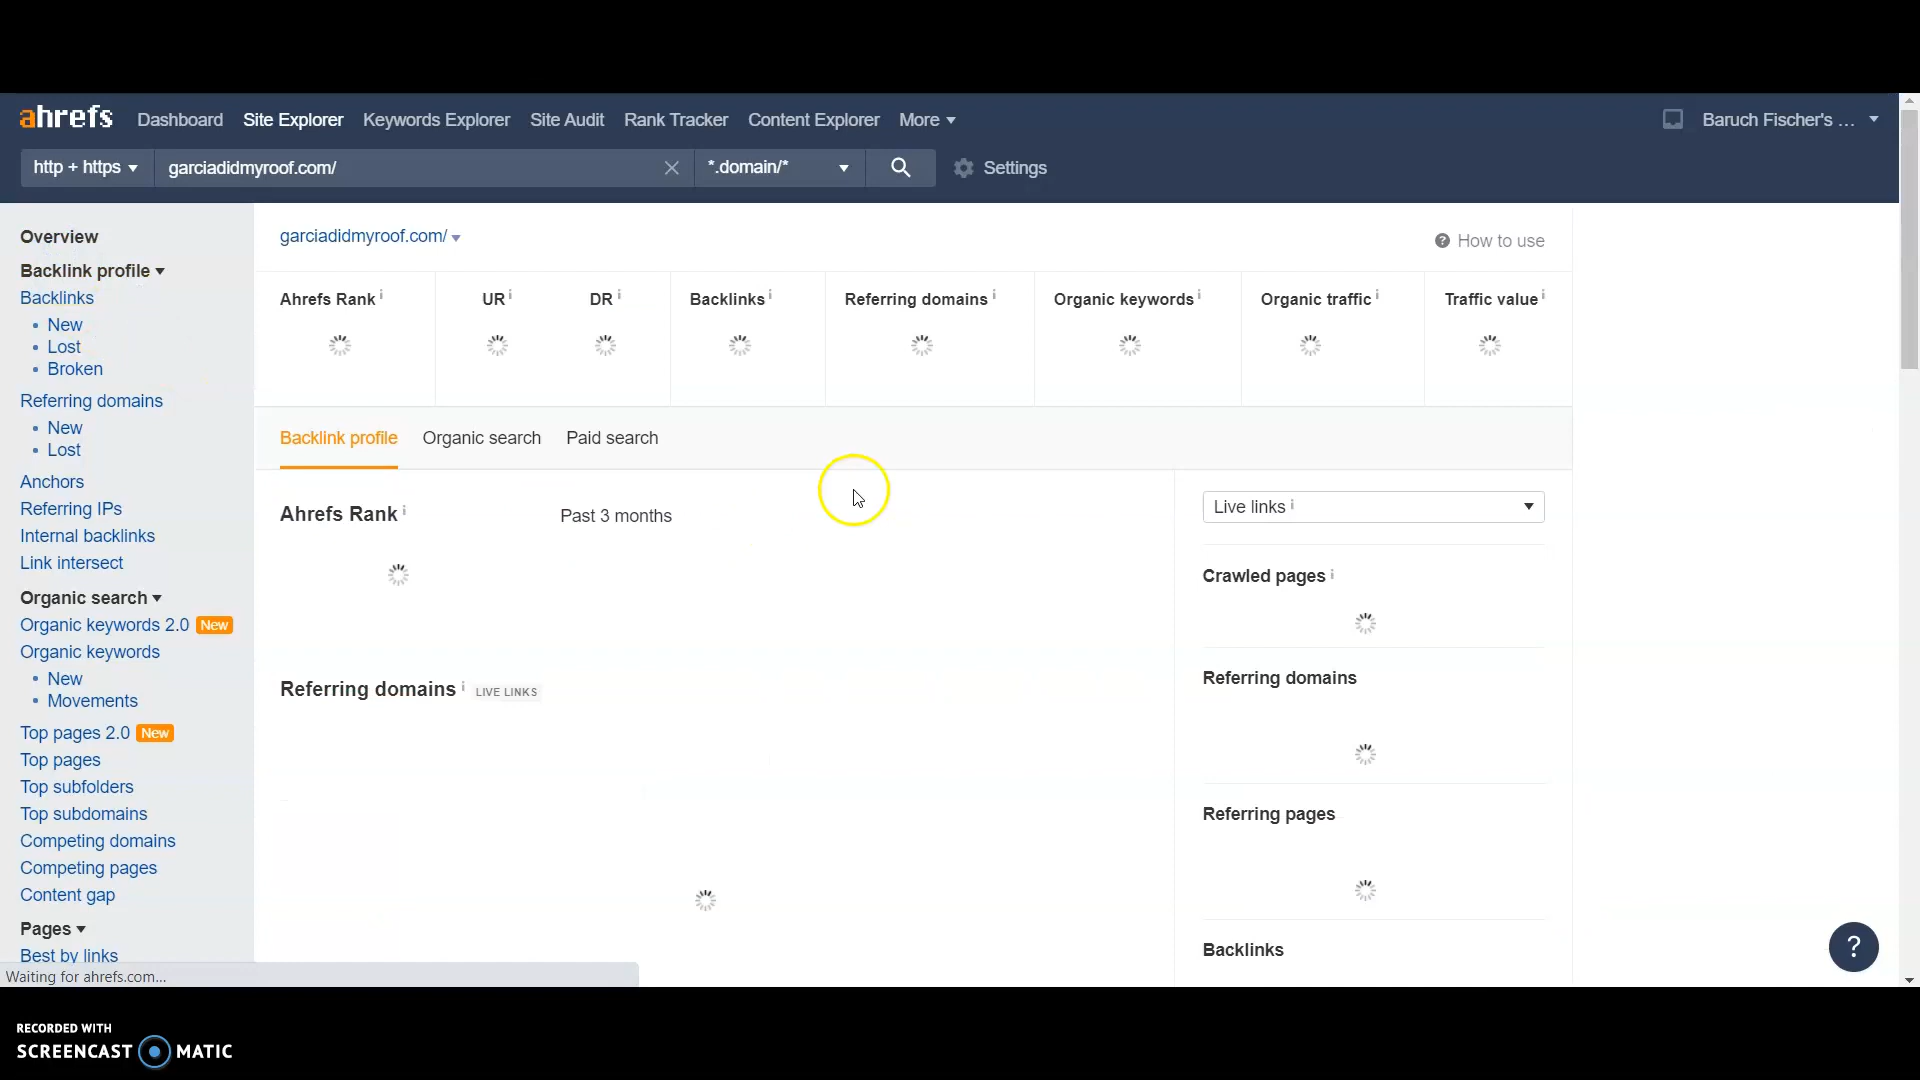 ahrefs Dashboard Site Explorer Keywords Explorer Site Audit Rank Tracker Content Explorer More Baruch Fischer's ...
http + https garciadidmyroof.com/ *.domain/* Settings
Overview
Backlink profile
Backlinks
New
Lost
Broken
Referring domains
New
Lost
Anchors
Referring IPs
Internal backlinks
Link intersect
Organic search
Organic keywords 2.0 New
Organic keywords
New
Movements
Top pages 2.0 New
Top pages
Top subfolders
Top subdomains
Competing domains
Competing pages
Content gap
Pages
Best by links
Waiting for ahrefs.com...
garciadidmyroof.com/ ? How to use
Ahrefs Rank i UR i DR i Backlinks i Referring domains i Organic keywords i Organic traffic i Traffic value i
Backlink profile Organic search Paid search
Ahrefs Rank i Past 3 months
Referring domains i LIVE LINKS
Live links i
Crawled pages i
Referring domains
Referring pages
Backlinks
?
RECORDED WITH
SCREENCAST MATIC